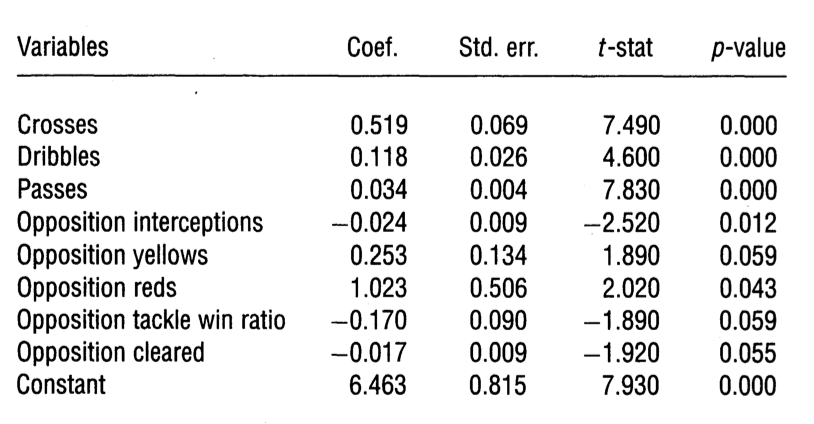 Variables Coef. Std. err. t-stat p-value
Crosses 0.519 0.069 7.490 0.000
Dribbles 0.118 0.026 4.600 0.000
Passes 0.034 0.004 7.830 0.000
Opposition interceptions −0.024 0.009 −2.520 0.012
Opposition yellows 0.253 0.134 1.890 0.059
Opposition reds 1.023 0.506 2.020 0.043
Opposition tackle win ratio −0.170 0.090 −1.890 0.059
Opposition cleared −0.017 0.009 −1.920 0.055
Constant 6.463 0.815 7.930 0.000